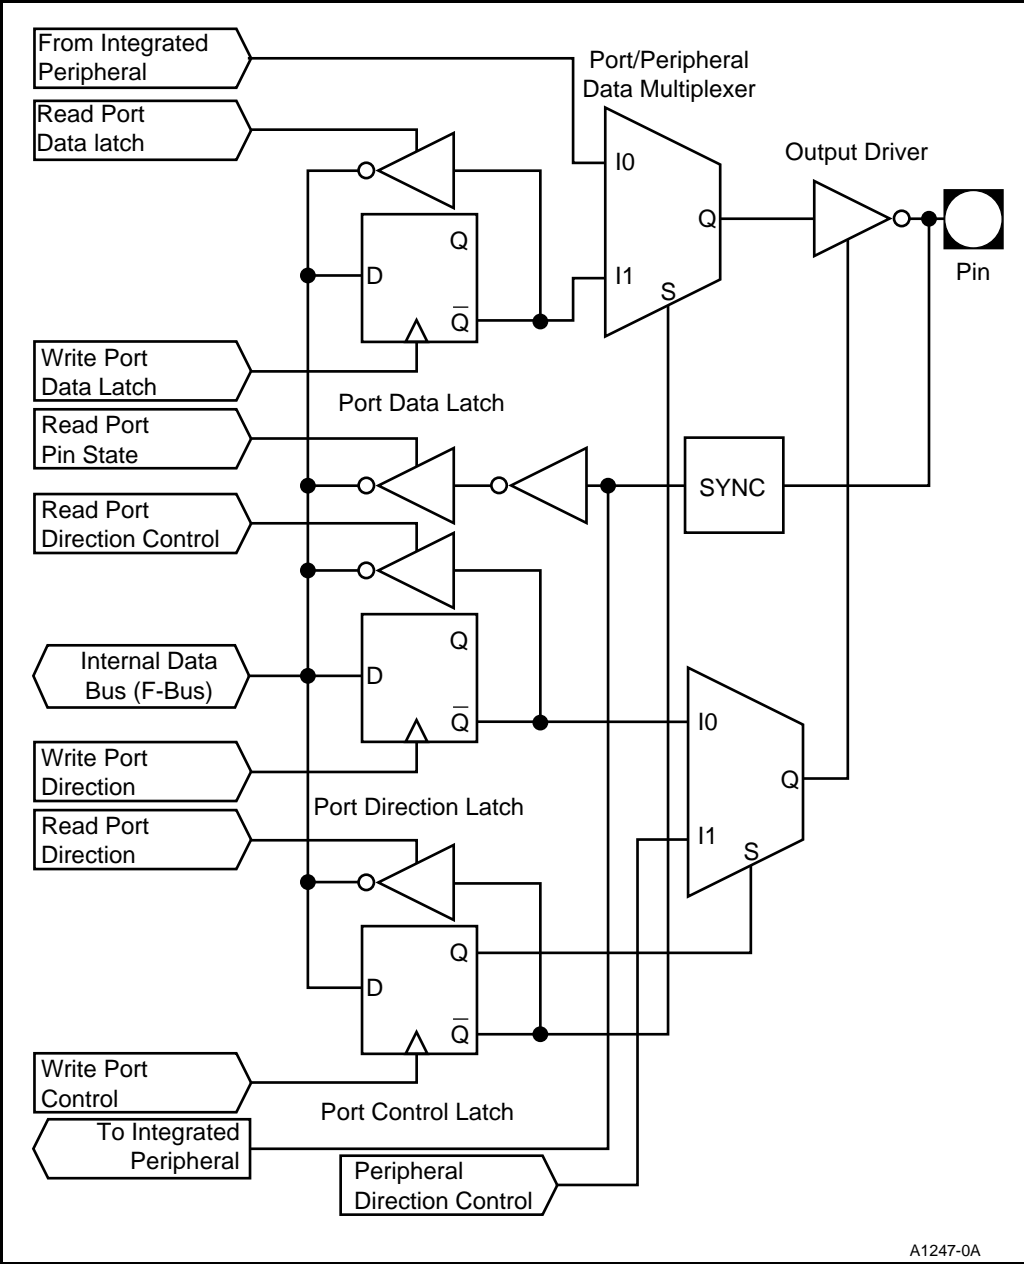 From Integrated
Peripheral
Port/Peripheral
Data Multiplexer
Read Port
Data latch
Output Driver
I0
Q
Q
Pin
D
I1
S
Q̅
Write Port
Data Latch
Port Data Latch
Read Port
Pin State
SYNC
Read Port
Direction Control
Q
Internal Data
Bus (F-Bus)
D
Q̅
I0
Write Port
Direction
Q
Port Direction Latch
Read Port
Direction
I1
S
Q
D
Q̅
Write Port
Control
Port Control Latch
To Integrated
Peripheral
Peripheral
Direction Control
A1247-0A